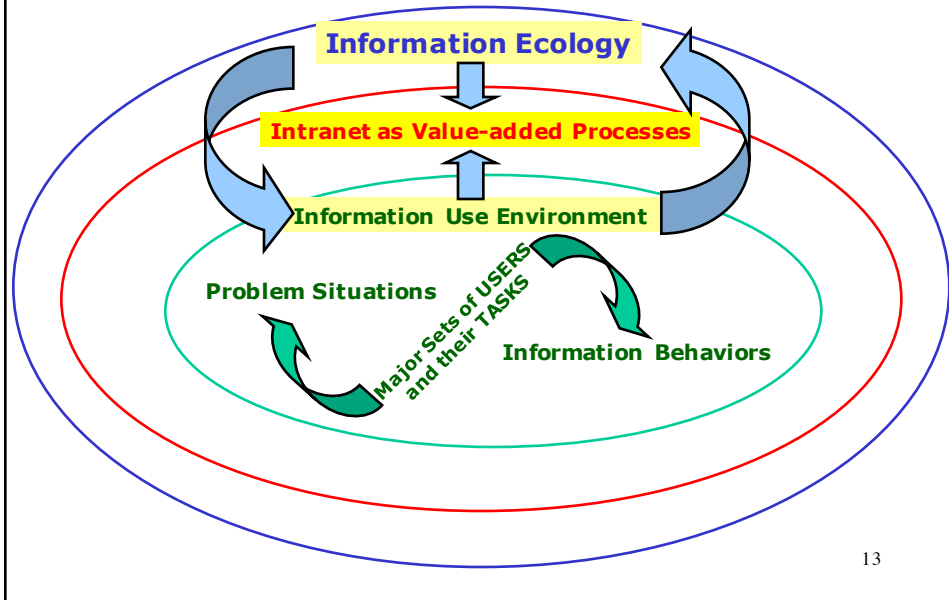 Information Ecology
Intranet as Value-added Processes
Information Use Environment
Problem Situations
Major Sets of USERS
and their TASKS
Information Behaviors
13